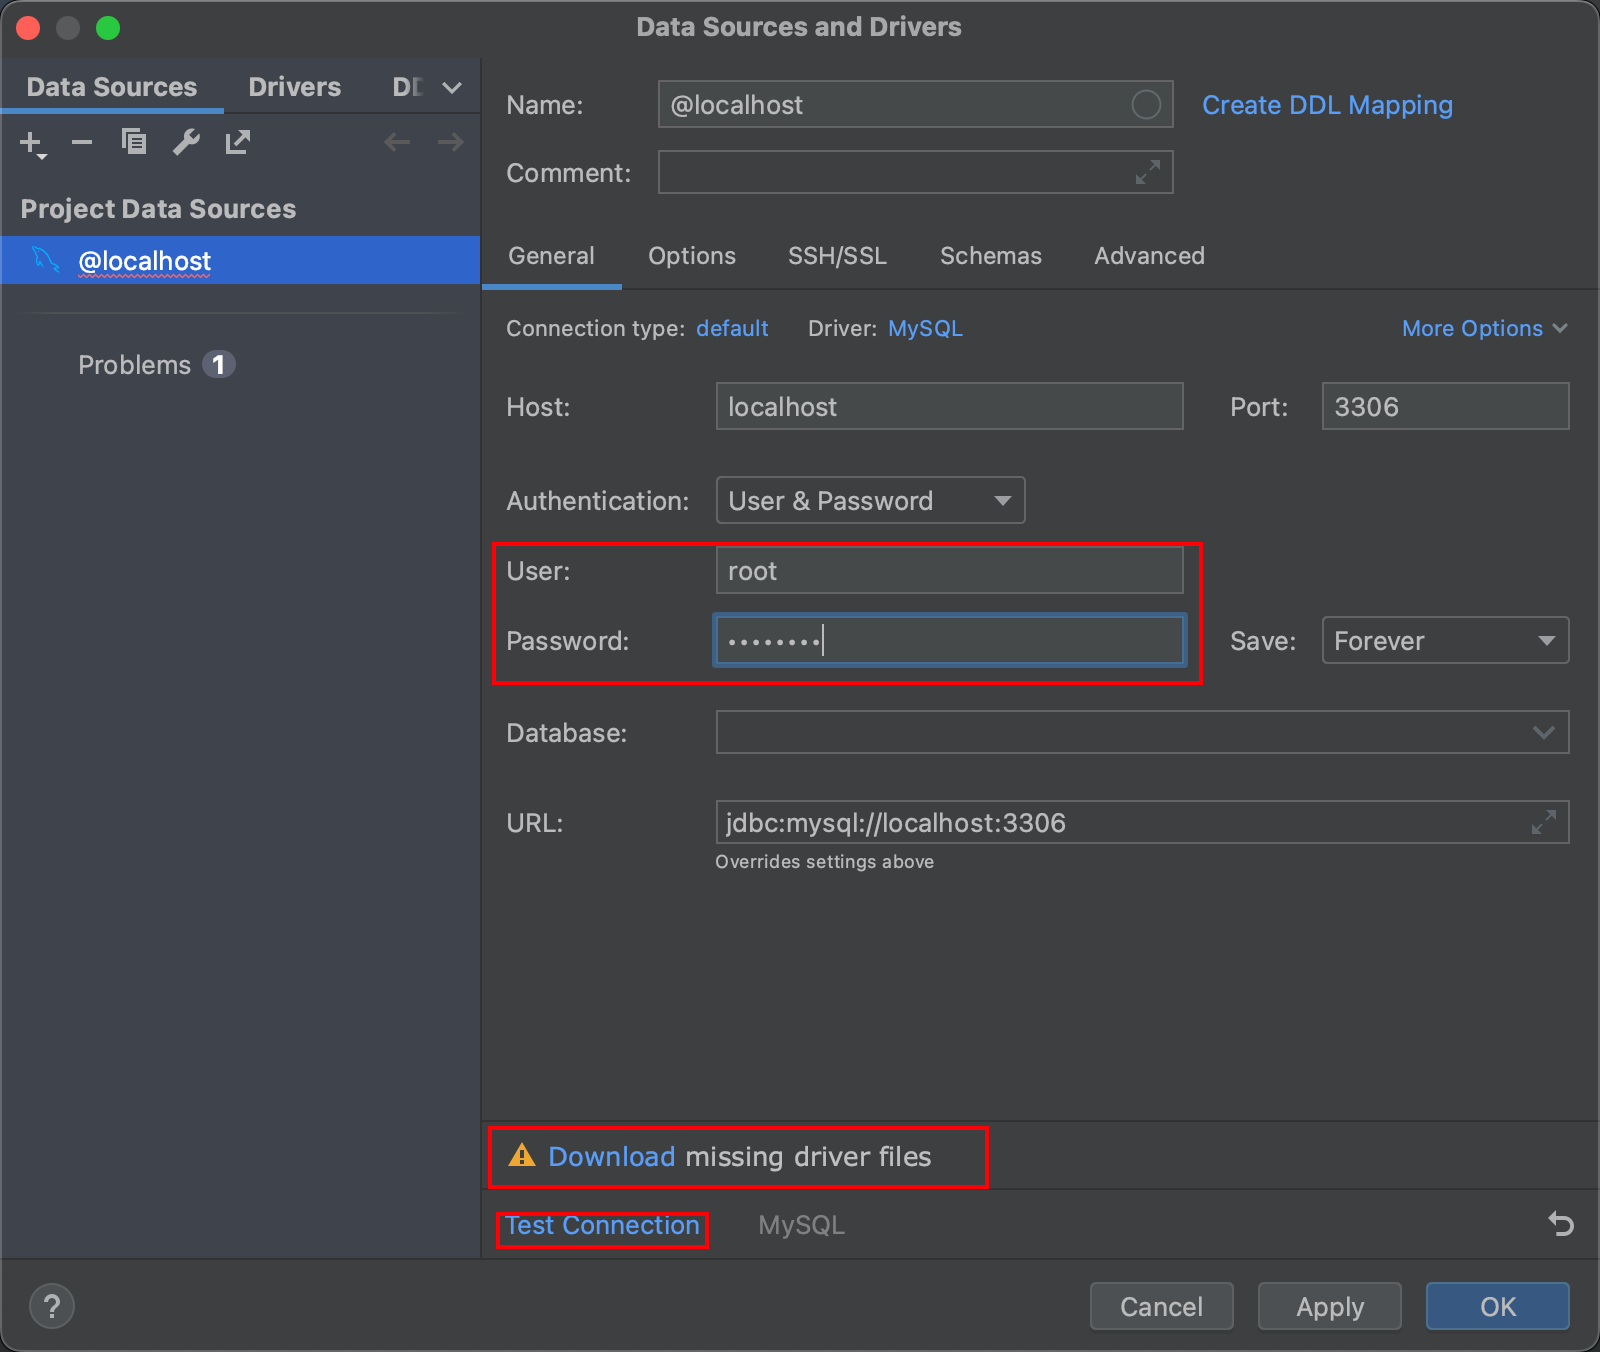 Data Sources and Drivers
Data Sources Drivers
Name: @localhost Create DDL Mapping
Comment:
Project Data Sources
@localhost
Problems 1
General Options SSH/SSL Schemas Advanced
Connection type: default Driver: MySQL More Options
Host: localhost Port: 3306
Authentication: User & Password
User: root
Password: •••••••• Save: Forever
Database:
URL: jdbc:mysql://localhost:3306
Overrides settings above
Download missing driver files
Test Connection MySQL
? Cancel Apply OK